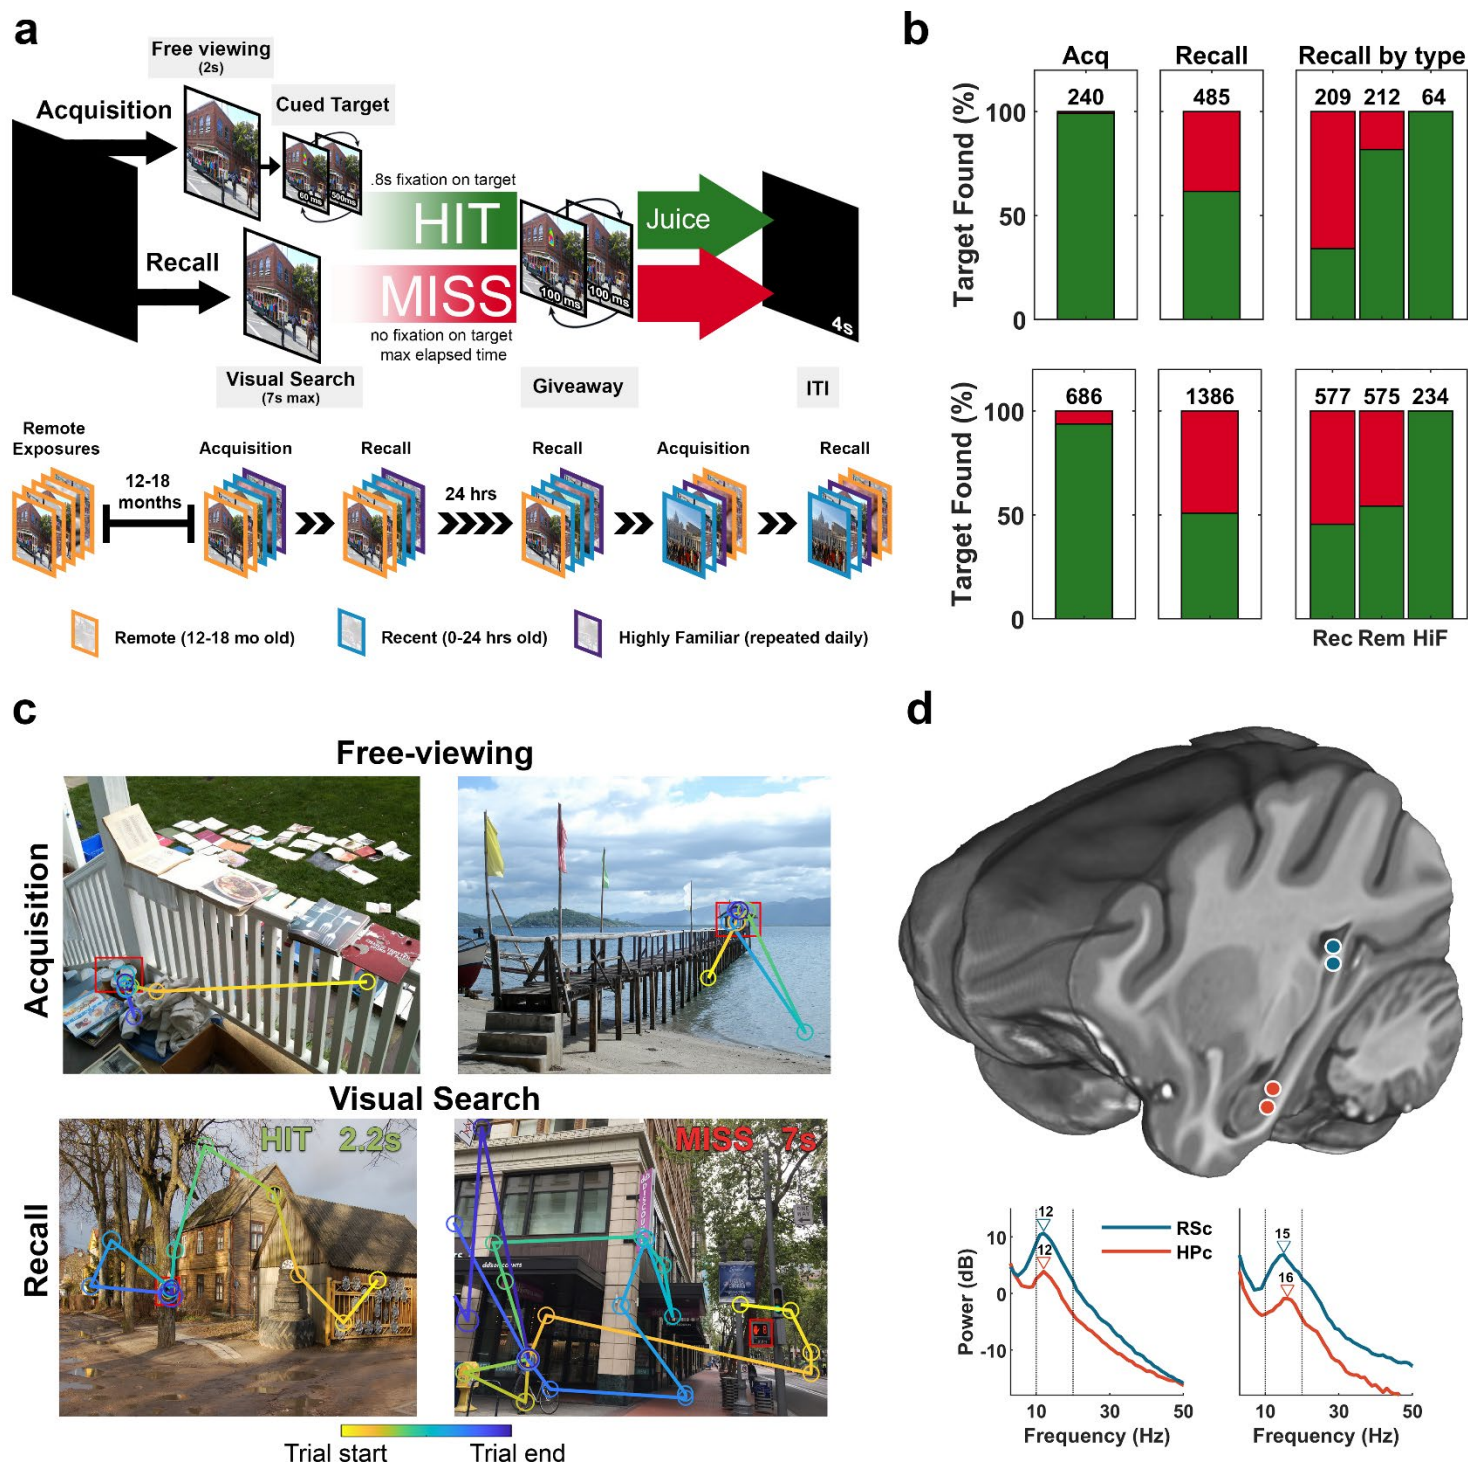 a
Free viewing
(2s)
Acquisition
Cued Target
60 ms
500ms
.8s fixation on target
HIT
Juice
Recall
MISS
100 ms
100 ms
no fixation on target
max elapsed time
4s
Visual Search
(7s max)
Giveaway
ITI
Remote
Exposures
12-18
months
Acquisition
Recall
24 hrs
Recall
Acquisition
Recall
Remote (12-18 mo old)
Recent (0-24 hrs old)
Highly Familiar (repeated daily)
b
Acq
Recall
Recall by type
Target Found (%)
100
50
0
240
485
209
212
64
Target Found (%)
100
50
0
686
1386
577
575
234
Rec
Rem
HiF
c
Free-viewing
Acquisition
Visual Search
Recall
HIT 2.2s
MISS 7s
ONE WAY
Trial start
Trial end
d
12
12
RSc
HPc
15
16
Power (dB)
10
0
-10
10
30
50
Frequency (Hz)
10
30
50
Frequency (Hz)